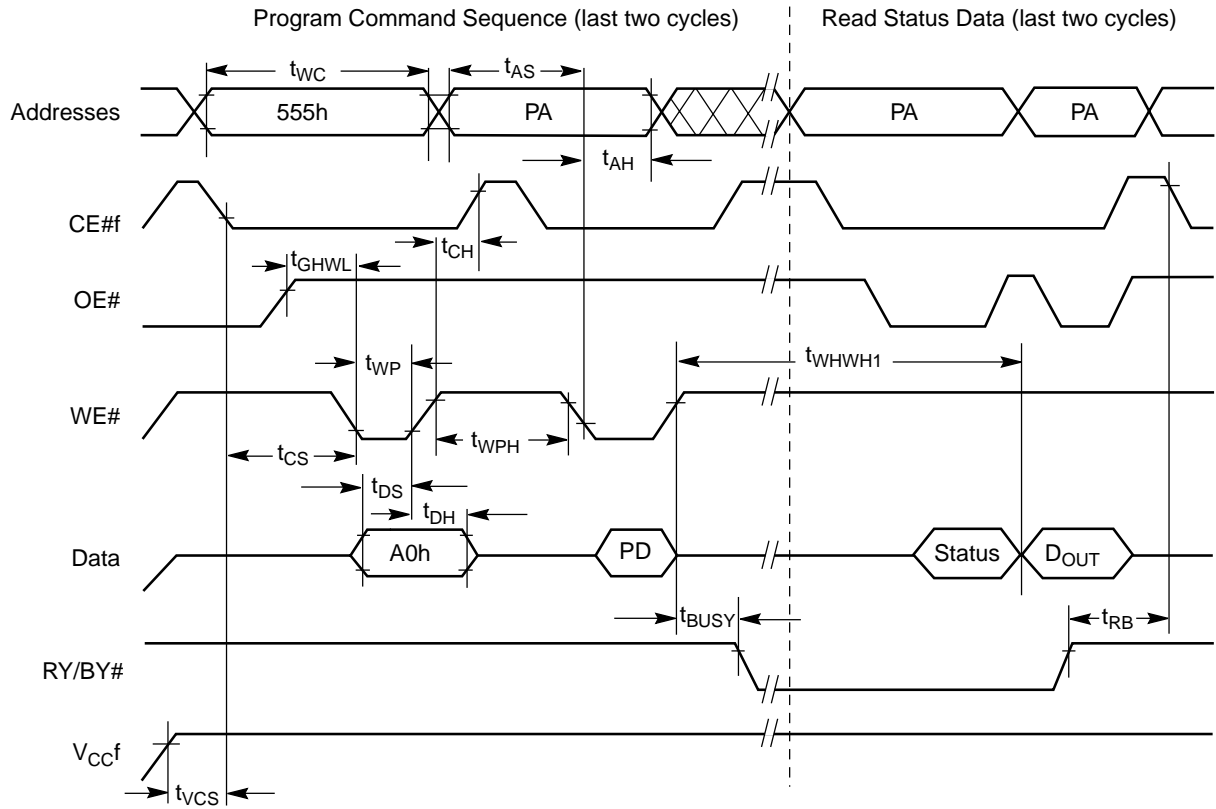 Program Command Sequence (last two cycles)
Read Status Data (last two cycles)
tWC
tAS
Addresses
555h
PA
PA
PA
tAH
CE#f
tCH
tGHWL
OE#
tWP
tWHWH1
WE#
tCS
tWPH
tDS
tDH
Data
A0h
PD
Status
DOUT
tBUSY
tRB
RY/BY#
VCCf
tVCS